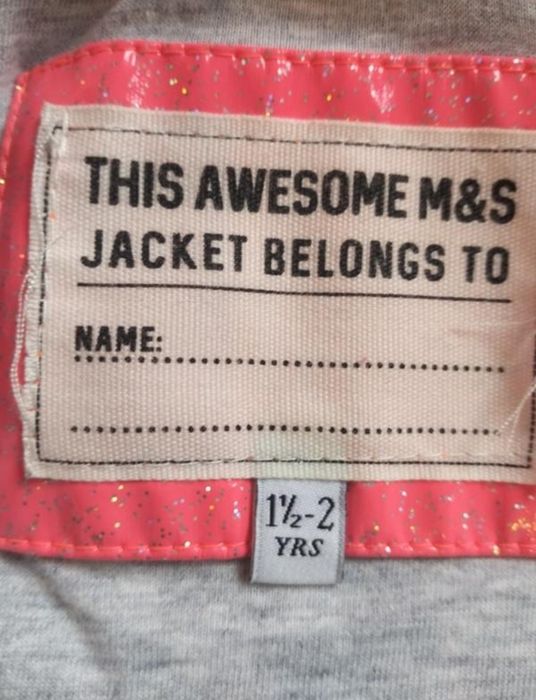 THIS AWESOME M&S
JACKET BELONGS TO
NAME:
1½-2
YRS